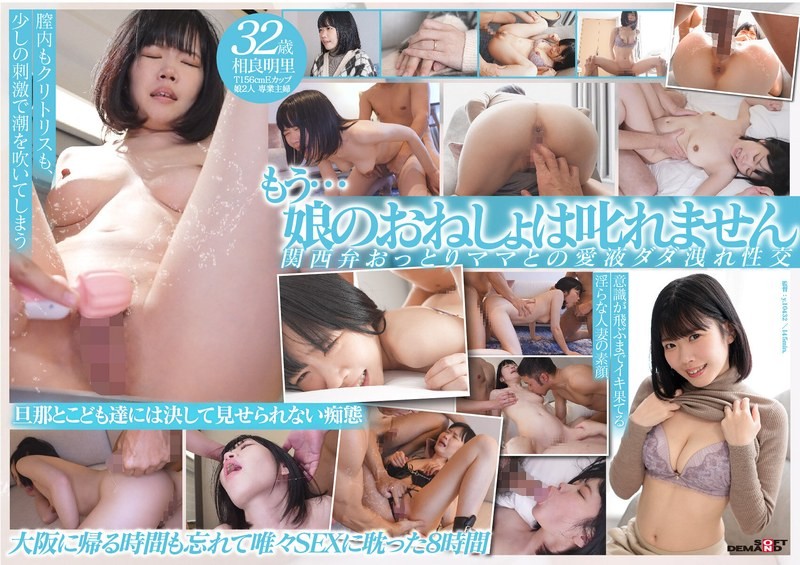 膣内もクリトリスも、
少しの刺激で潮を吹いてしまう
32歳
相良明里
T156cm Eカップ
娘2人 専業主婦
もう…
娘のおねしょは叱れません
関西弁おっとりママとの愛液ダダ洩れ性交
意識が飛ぶまでイキ果てる
淫らな人妻の素顔
旦那とこども達には決して見せられない痴態
大阪に帰る時間も忘れて唯々SEXに耽った8時間
SOFT
ON
DEMAND